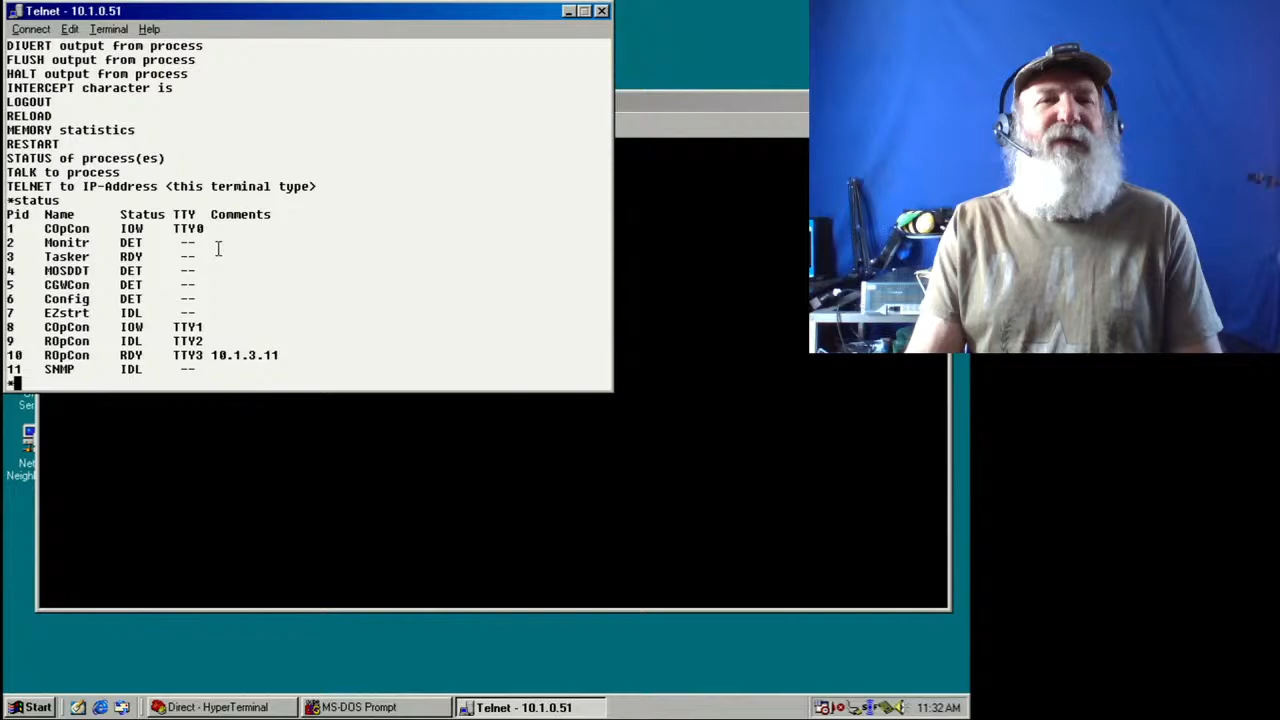 Telnet - 10.1.0.51
Connect Edit Terminal Help
DIVERT output from process
FLUSH output from process
HALT output from process
INTERCEPT character is
LOGOUT
RELOAD
MEMORY statistics
RESTART
STATUS of process(es)
TALK to process
TELNET to IP-Address <this terminal type>
*status
Pid Name Status TTY Comments
1 COpCon IOW TTY0
2 Monitr DET --
3 Tasker RDY --
4 MOSDDT DET --
5 CGWCon DET --
6 Config DET --
7 EZstrt IDL --
8 COpCon IOW TTY1
9 ROpCon IDL TTY2
10 ROpCon RDY TTY3 10.1.3.11
11 SNMP IDL --
*
Ser
Net
Neighb
Start Direct - HyperTerminal MS-DOS Prompt Telnet - 10.1.0.51 11:32 AM